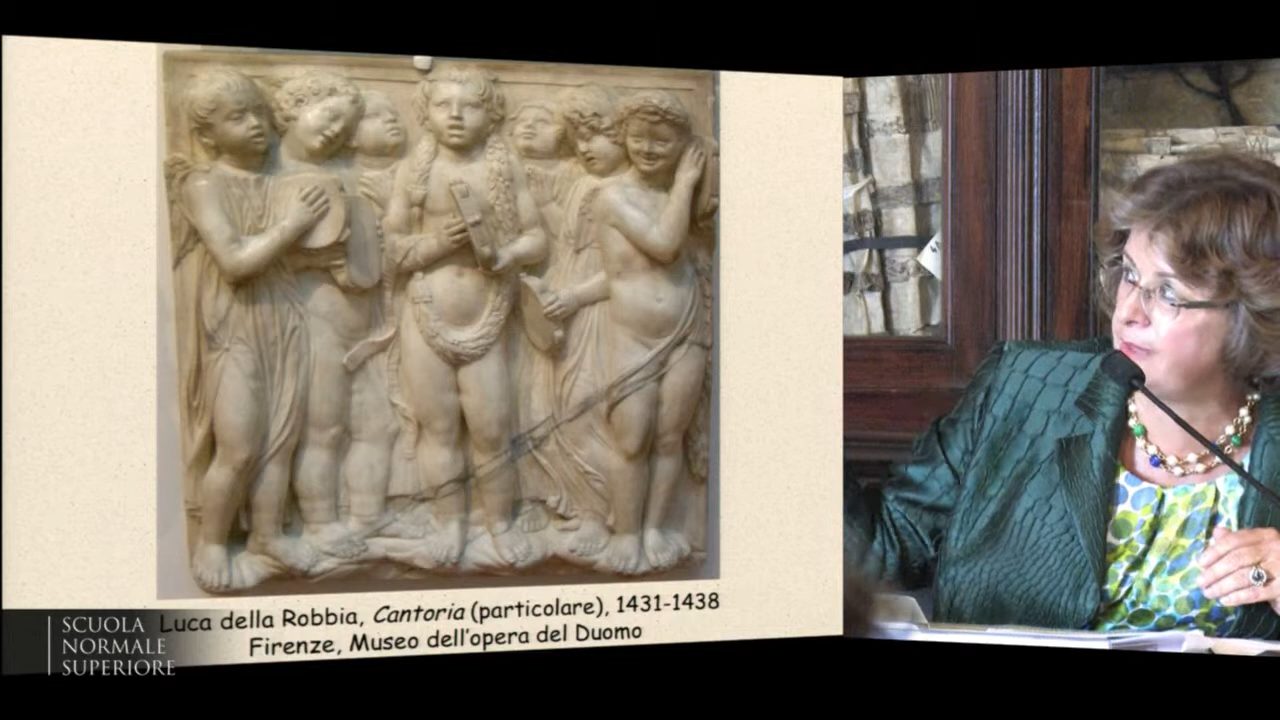 Luca della Robbia, Cantoria (particolare), 1431-1438
Firenze, Museo dell'opera del Duomo
SCUOLA
NORMALE
SUPERIORE